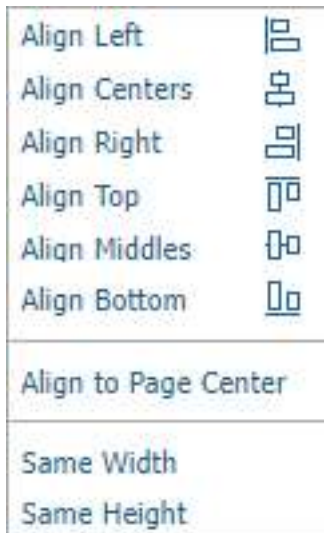 Align Left
Align Centers
Align Right
Align Top
Align Middles
Align Bottom
Align to Page Center
Same Width
Same Height